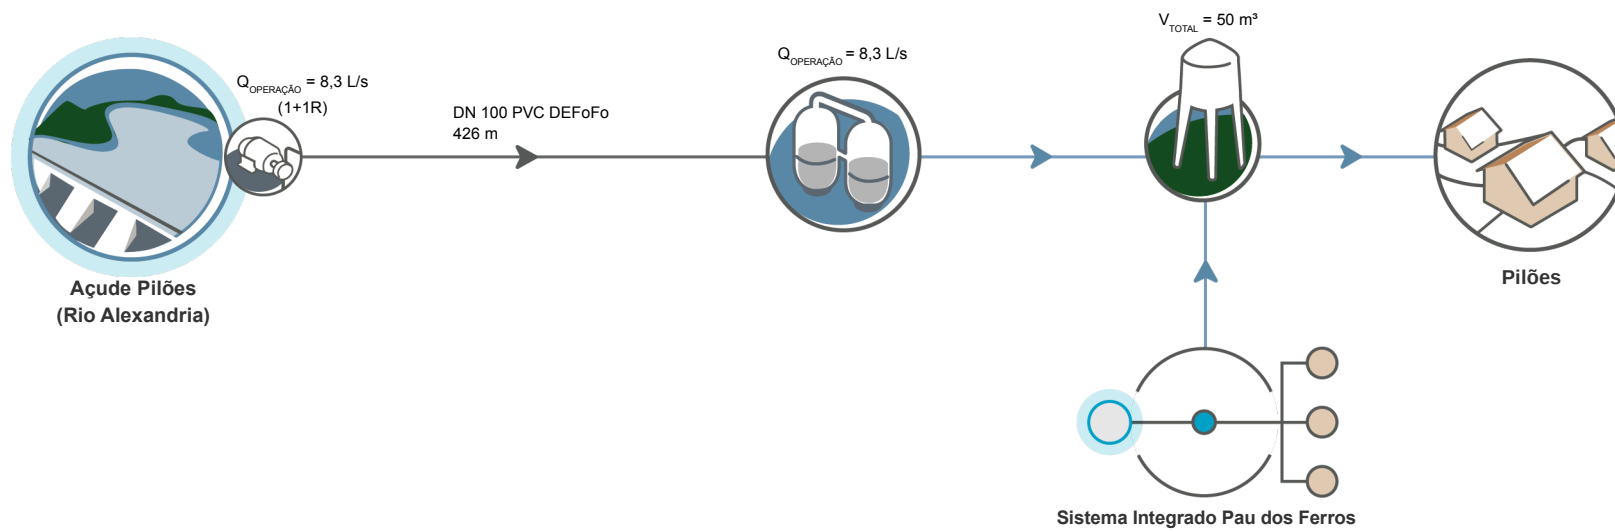 V_TOTAL = 50 m³
Q_OPERAÇÃO = 8,3 L/s
Q_OPERAÇÃO = 8,3 L/s
(1+1R)
DN 100 PVC DEFoFo
426 m
Açude Pilões
(Rio Alexandria)
Pilões
Sistema Integrado Pau dos Ferros